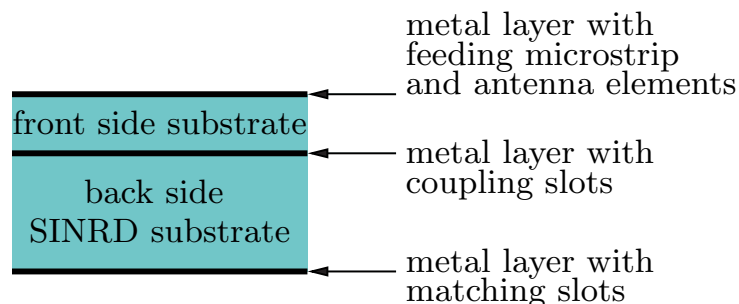 metal layer with
feeding microstrip
and antenna elements
front side substrate
metal layer with
coupling slots
back side
SINRD substrate
metal layer with
matching slots